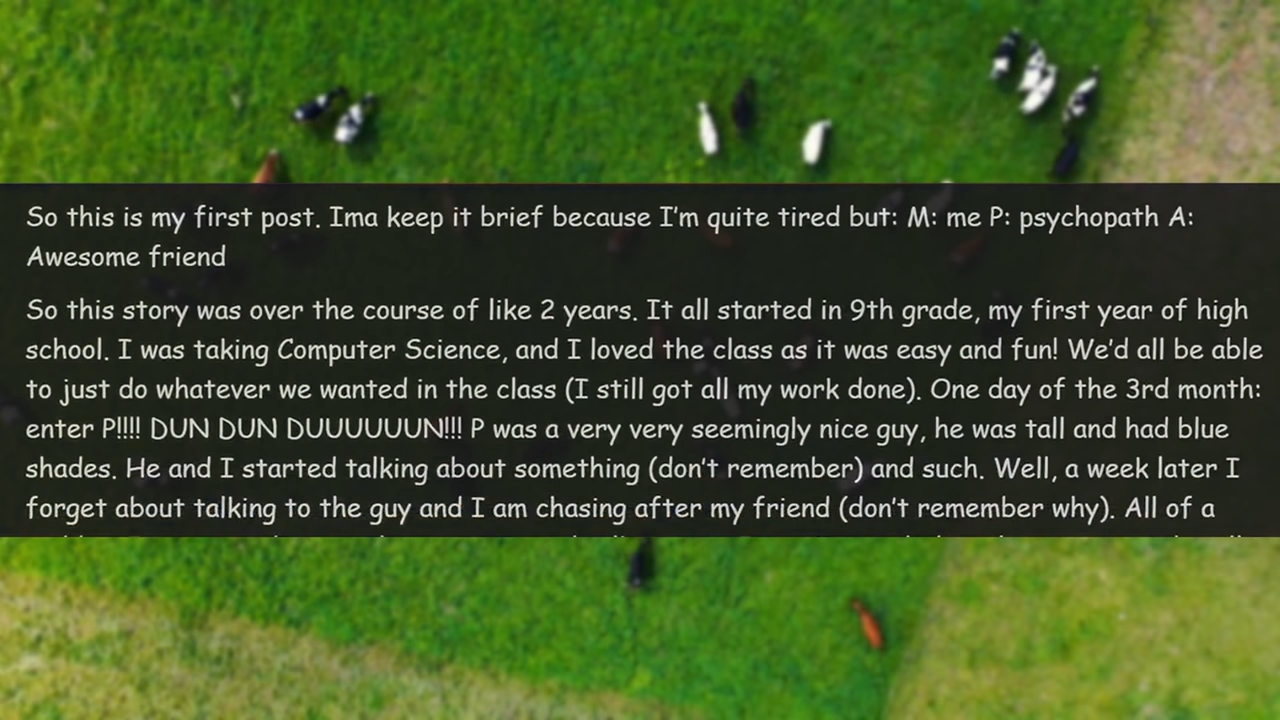 So this is my first post. Ima keep it brief because I'm quite tired but: M: me P: psychopath A:
Awesome friend
So this story was over the course of like 2 years. It all started in 9th grade, my first year of high
school. I was taking Computer Science, and I loved the class as it was easy and fun! We'd all be able
to just do whatever we wanted in the class (I still got all my work done). One day of the 3rd month:
enter P!!!! DUN DUN DUUUUUUN!!! P was a very very seemingly nice guy, he was tall and had blue
shades. He and I started talking about something (don't remember) and such. Well, a week later I
forget about talking to the guy and I am chasing after my friend (don't remember why). All of a